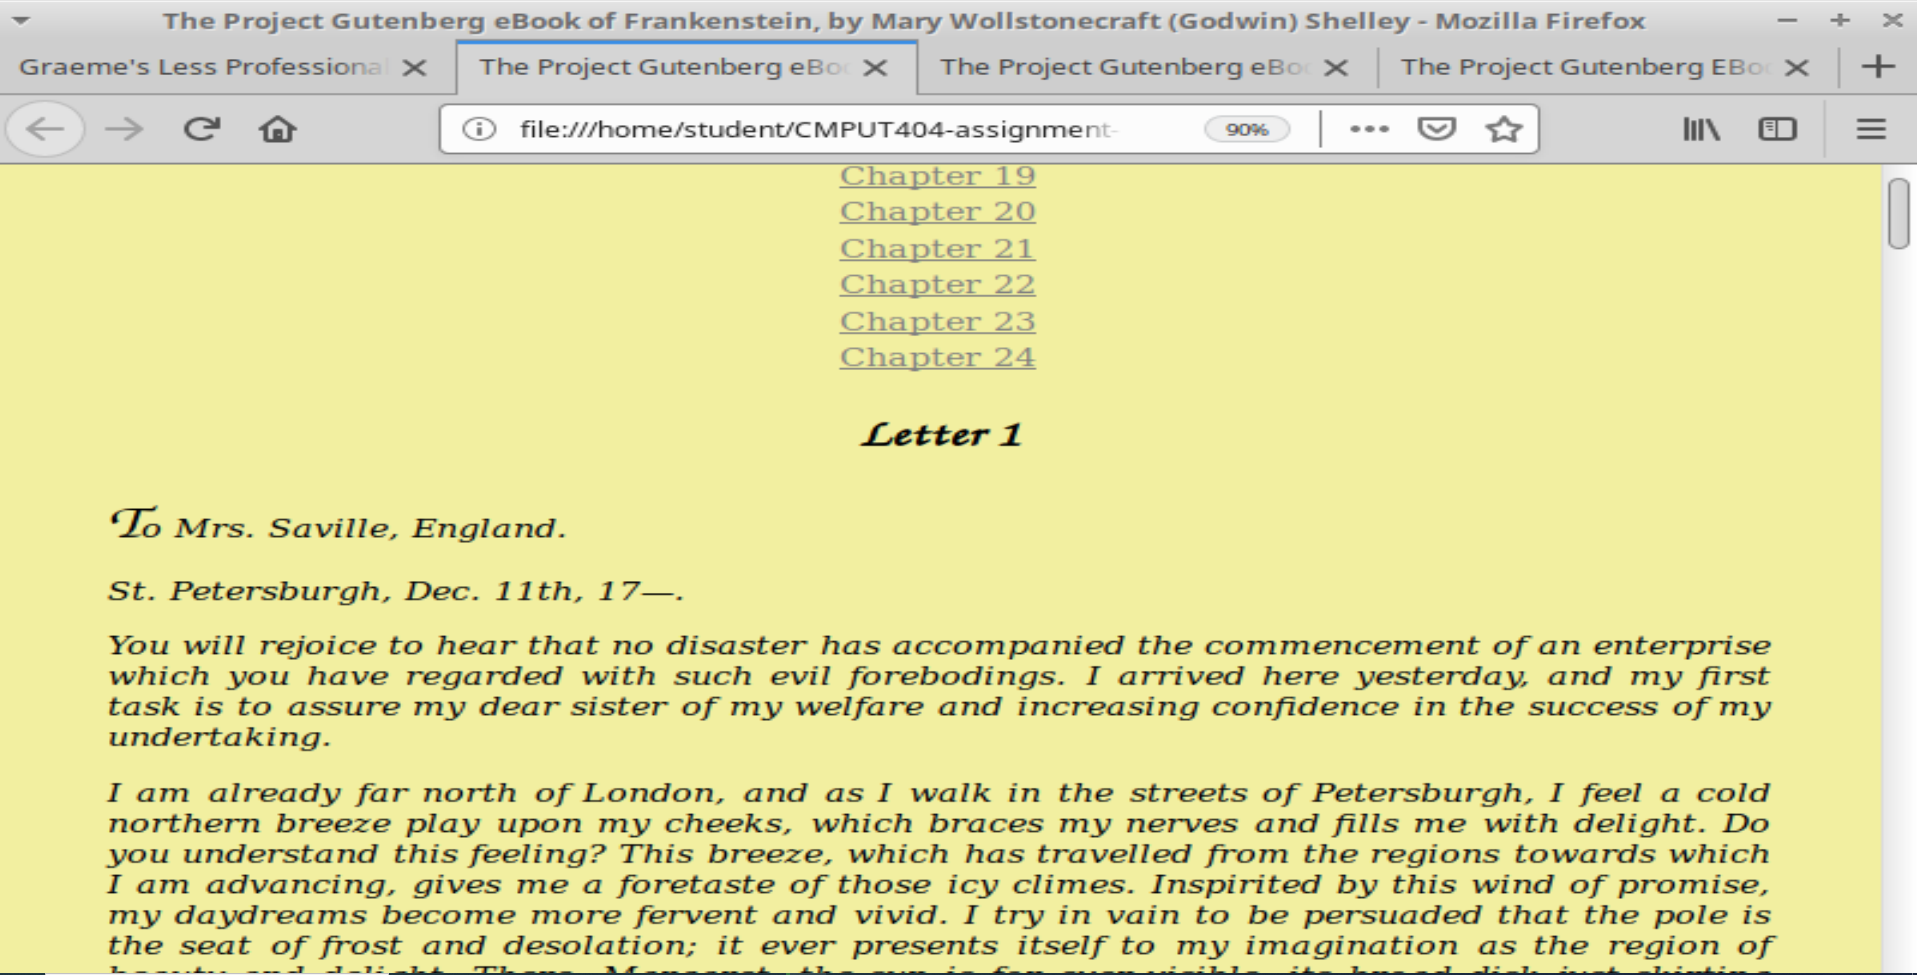 The Project Gutenberg eBook of Frankenstein, by Mary Wollstonecraft (Godwin) Shelley - Mozilla Firefox
Graeme's Less Professional
The Project Gutenberg eBo
The Project Gutenberg eBo
The Project Gutenberg EBo
file:///home/student/CMPUT404-assignment-
90%
Chapter 19
Chapter 20
Chapter 21
Chapter 22
Chapter 23
Chapter 24
Letter 1
To Mrs. Saville, England.
St. Petersburgh, Dec. 11th, 17—.
You will rejoice to hear that no disaster has accompanied the commencement of an enterprise
which you have regarded with such evil forebodings. I arrived here yesterday, and my first
task is to assure my dear sister of my welfare and increasing confidence in the success of my
undertaking.
I am already far north of London, and as I walk in the streets of Petersburgh, I feel a cold
northern breeze play upon my cheeks, which braces my nerves and fills me with delight. Do
you understand this feeling? This breeze, which has travelled from the regions towards which
I am advancing, gives me a foretaste of those icy climes. Inspirited by this wind of promise,
my daydreams become more fervent and vivid. I try in vain to be persuaded that the pole is
the seat of frost and desolation; it ever presents itself to my imagination as the region of